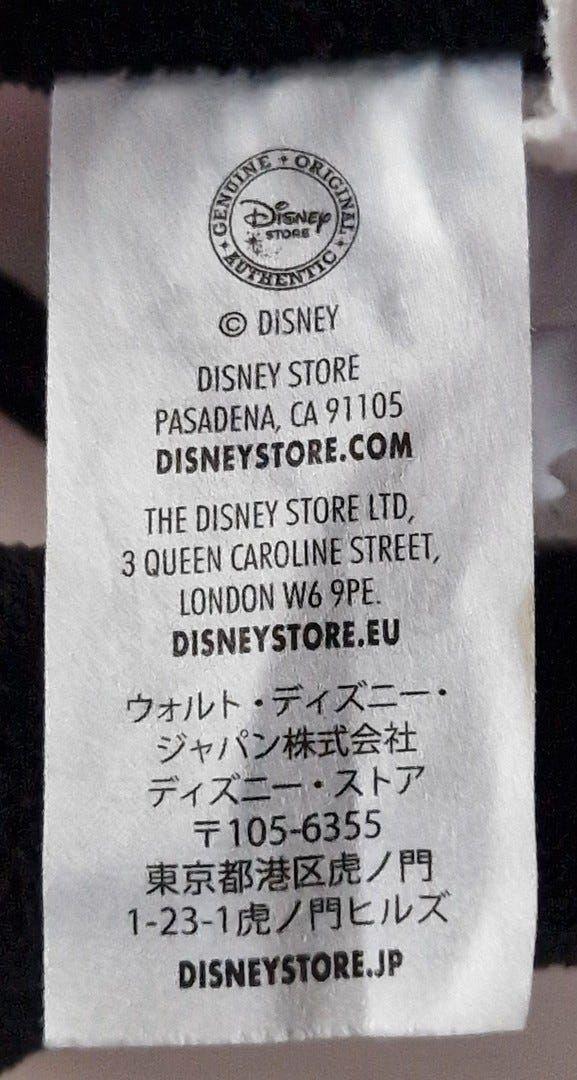 GENUINE • ORIGINAL • AUTHENTIC •
Disney
STORE
© DISNEY
DISNEY STORE
PASADENA, CA 91105
DISNEYSTORE.COM
THE DISNEY STORE LTD,
3 QUEEN CAROLINE STREET,
LONDON W6 9PE.
DISNEYSTORE.EU
ウォルト・ディズニー・
ジャパン株式会社
ディズニー・ストア
〒105-6355
東京都港区虎ノ門
1-23-1虎ノ門ヒルズ
DISNEYSTORE.JP